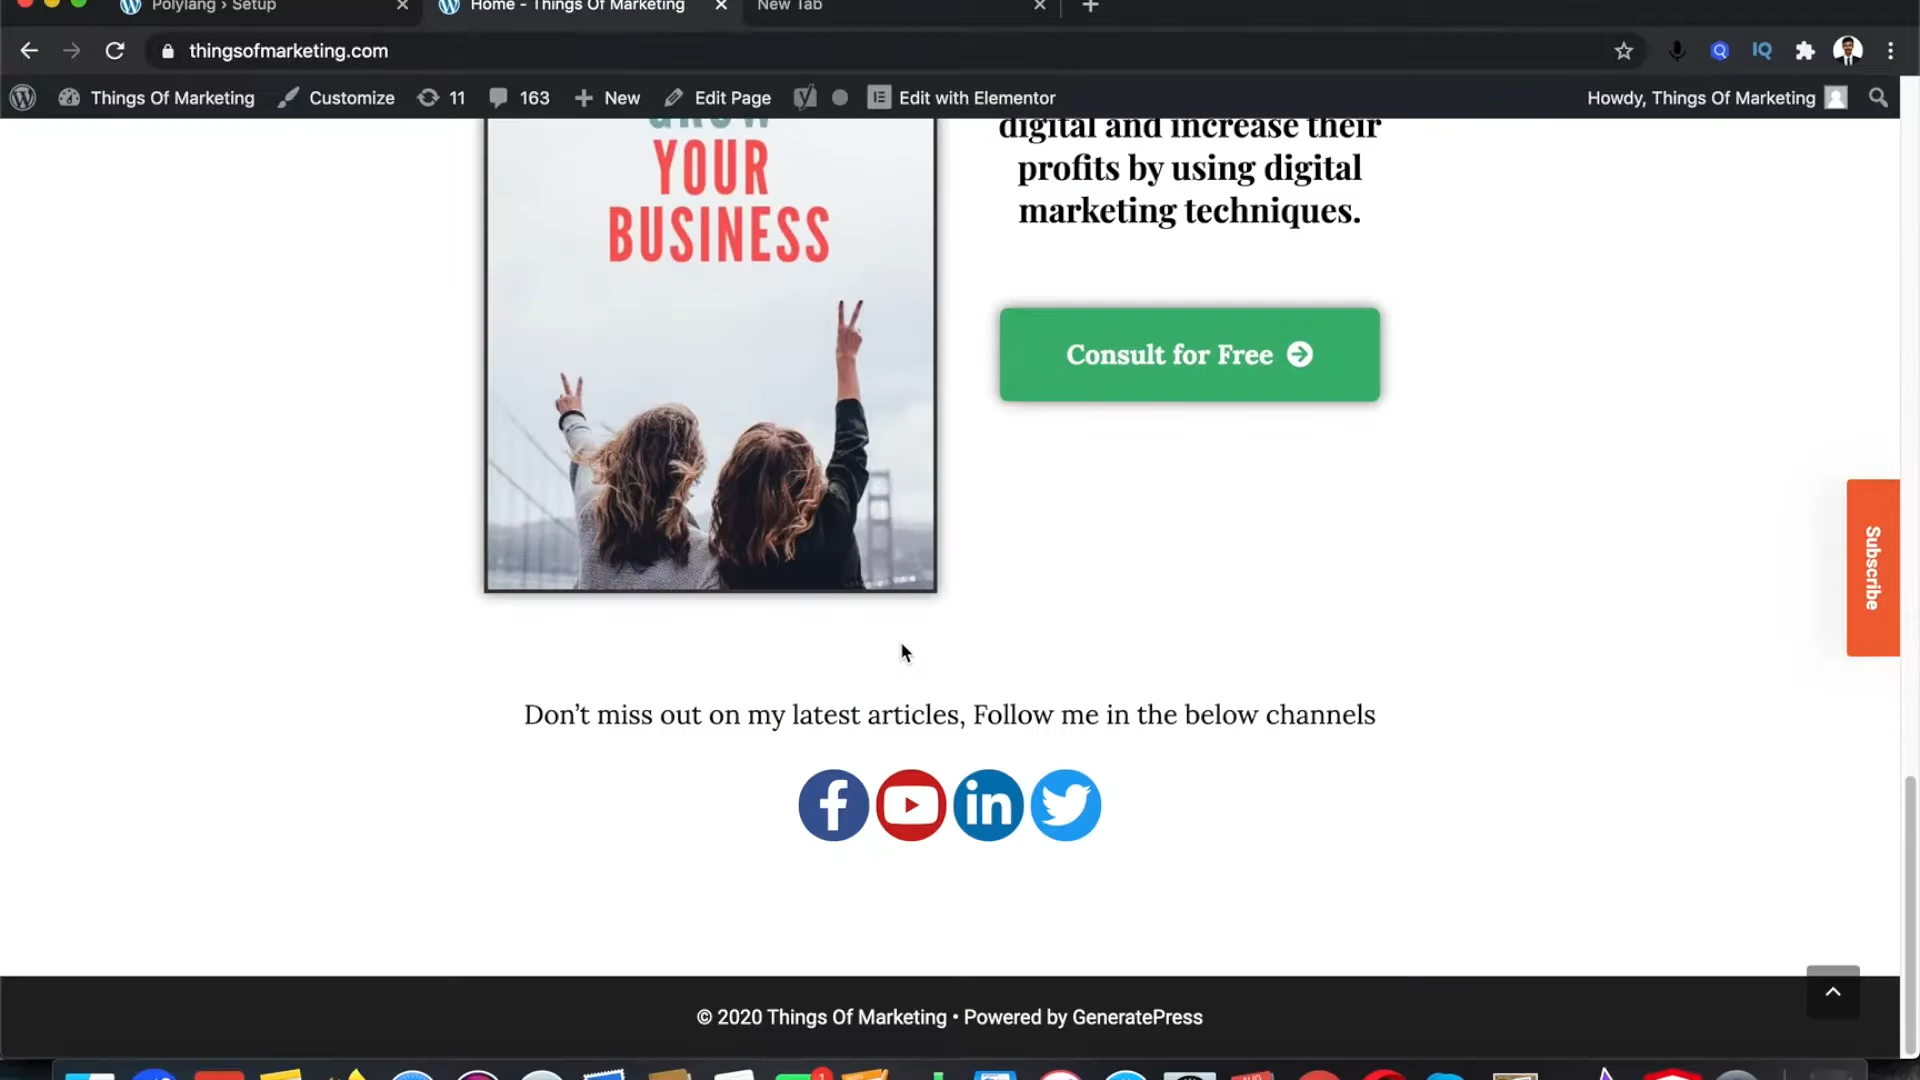 Polylang › Setup
Home - Things Of Marketing
New Tab
thingsofmarketing.com
IQ
Things Of Marketing
Customize
11
163
New
Edit Page
Edit with Elementor
Howdy, Things Of Marketing
GROW
YOUR
BUSINESS
digital and increase their
profits by using digital
marketing techniques.
Consult for Free
Subscribe
Don’t miss out on my latest articles, Follow me in the below channels
© 2020 Things Of Marketing • Powered by GeneratePress
1